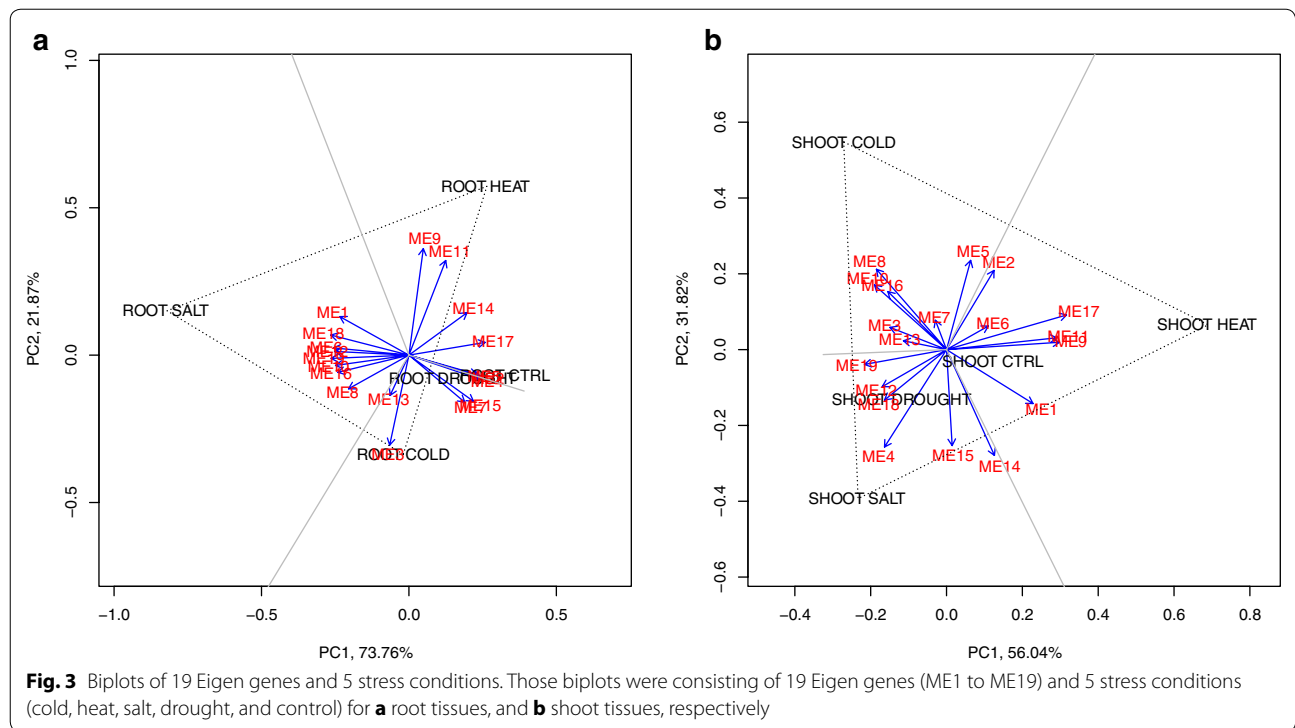 a
b
1.0
0.5
0.0
−0.5
PC2, 21.87%
ROOT HEAT
ME9
ME11
ROOT SALT
ME1
ME14
ME18
ME17
ROOT DROUGHT
ROOT CTRL
ME16
ME8
ME13
ME15
ME7
ROOT COLD
−1.0
−0.5
0.0
0.5
PC1, 73.76%
0.6
0.4
0.2
0.0
−0.2
−0.4
−0.6
PC2, 31.82%
SHOOT COLD
ME5
ME8
ME2
ME16
ME17
ME7
ME3
ME6
SHOOT HEAT
ME13
ME11
ME9
SHOOT CTRL
ME19
ME12
SHOOT DROUGHT
ME18
ME1
ME4
ME15
ME14
SHOOT SALT
−0.4
−0.2
0.0
0.2
0.4
0.6
0.8
PC1, 56.04%
Fig. 3 Biplots of 19 Eigen genes and 5 stress conditions. Those biplots were consisting of 19 Eigen genes (ME1 to ME19) and 5 stress conditions
(cold, heat, salt, drought, and control) for a root tissues, and b shoot tissues, respectively